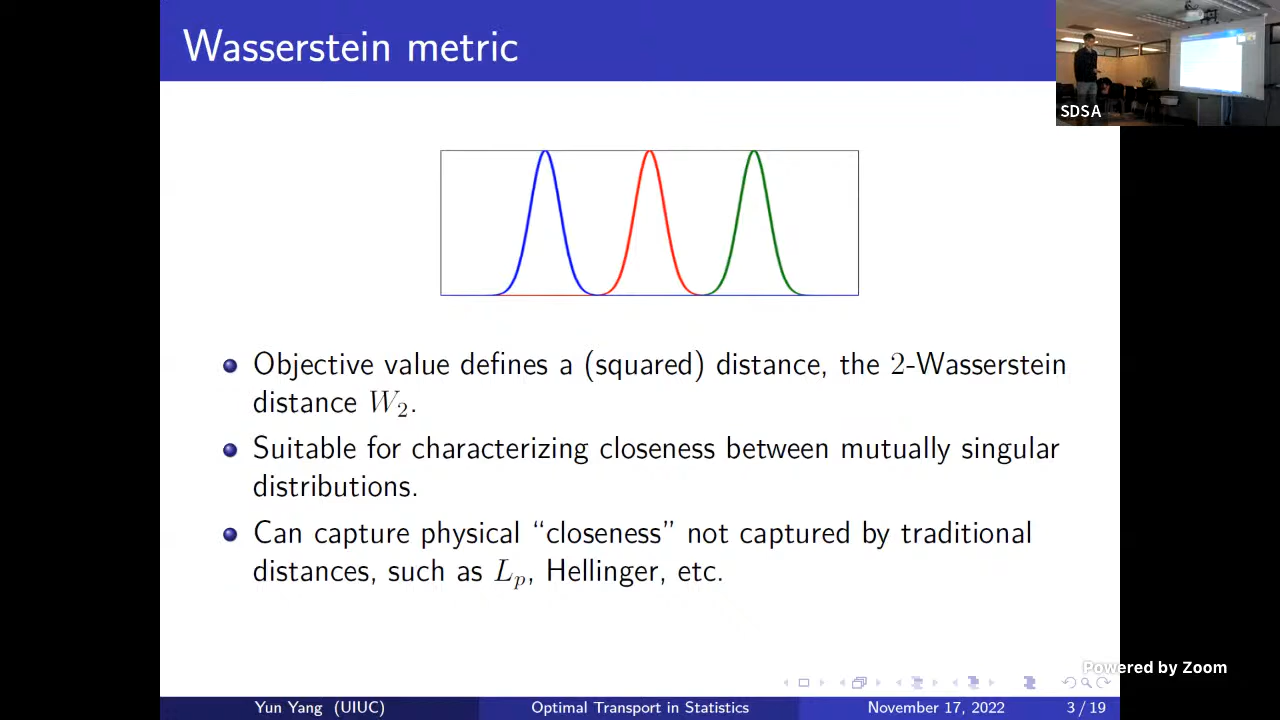 Wasserstein metric
SDSA
Objective value defines a (squared) distance, the 2-Wasserstein
distance W₂.
Suitable for characterizing closeness between mutually singular
distributions.
Can capture physical “closeness” not captured by traditional
distances, such as Lₚ, Hellinger, etc.
Powered by Zoom
Yun Yang (UIUC) Optimal Transport in Statistics November 17, 2022 3 / 19